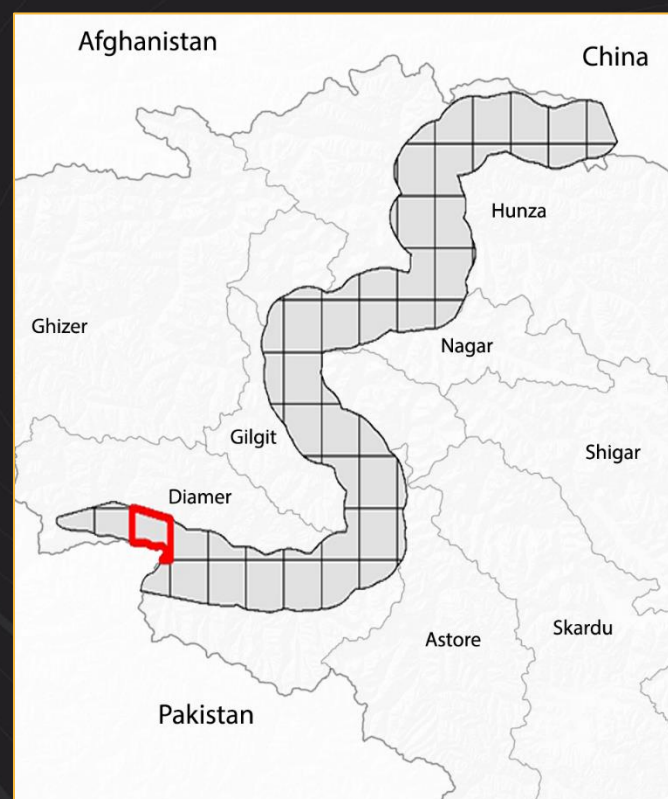 Afghanistan
China
Hunza
Ghizer
Nagar
Gilgit
Shigar
Diamer
Skardu
Astore
Pakistan